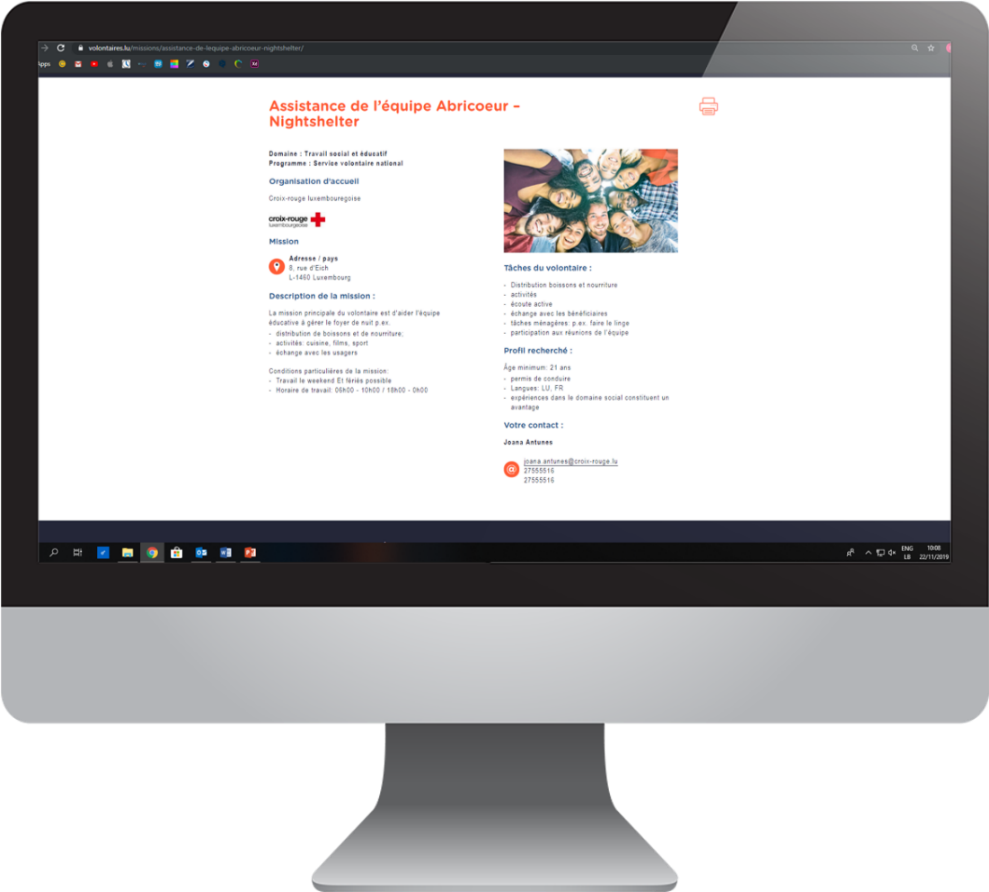 volontaires.lu/missions/assistance-de-lequipe-abricoeur-nightshelter/
Apps
Assistance de l'équipe Abricoeur –
Nightshelter
Domaine : Travail social et éducatif
Programme : Service volontaire national
Organisation d'accueil
Croix-rouge luxembouregoise
croix-rouge
luxembourgeoise
Mission
Adresse / pays
8, rue d'Eich
L-1460 Luxembourg
Description de la mission :
La mission principale du volontaire est d'aider l'équipe
éducative à gérer le foyer de nuit p.ex.
- distribution de boissons et de nourriture;
- activités: cuisine, films, sport
- échange avec les usagers
Conditions particulières de la mission:
- Travail le weekend Et fériés possible
- Horaire de travail: 06h00 - 10h00 / 18h00 - 0h00
Tâches du volontaire :
- Distribution boissons et nourriture
- activités
- écoute active
- échange avec les bénéficiaires
- tâches ménagères: p.ex. faire le linge
- participation aux réunions de l'équipe
Profil recherché :
Âge minimum: 21 ans
- permis de conduire
- Langues: LU, FR
- expériences dans le domaine social constituent un
avantage
Votre contact :
Joana Antunes
joana.antunes@croix-rouge.lu
27555516
27555516
ENG
LB
10:00
22/11/2019